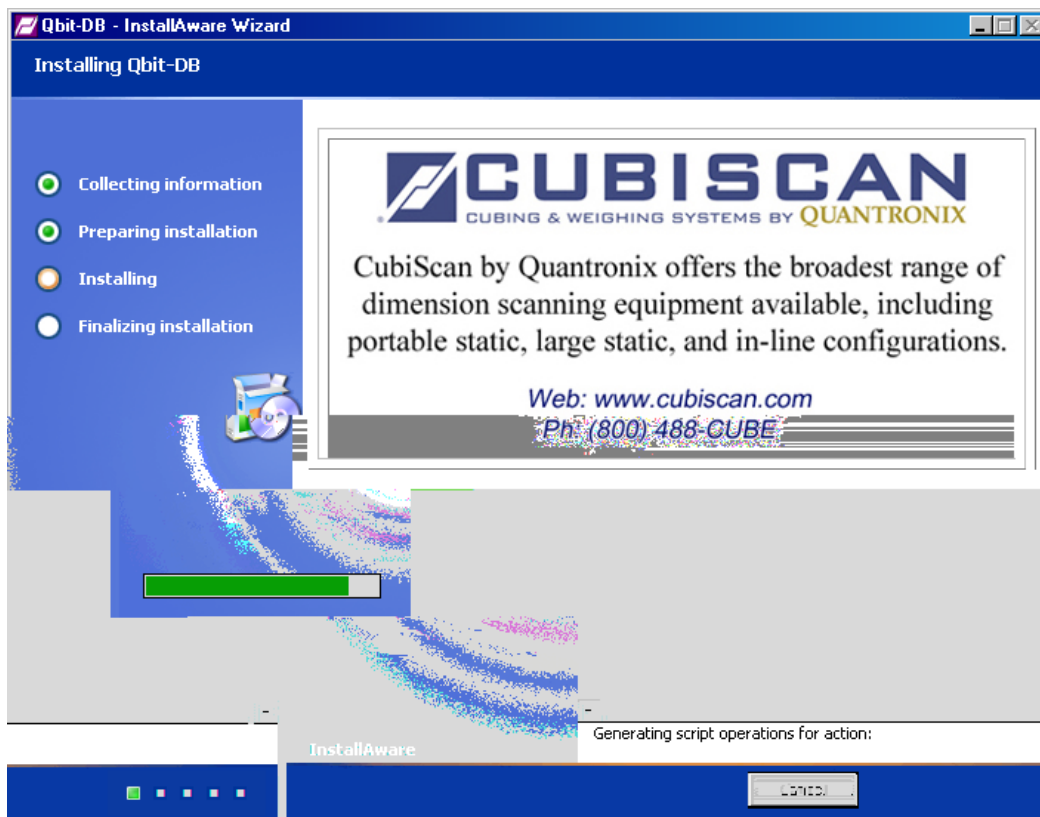 Qbit-DB - InstallAware Wizard
Installing Qbit-DB
Collecting information
Preparing installation
Installing
Finalizing installation
CUBISCAN
CUBING & WEIGHING SYSTEMS BY QUANTRONIX
CubiScan by Quantronix offers the broadest range of
dimension scanning equipment available, including
portable static, large static, and in-line configurations.
Web: www.cubiscan.com
Ph: (800) 488-CUBE
Generating script operations for action:
InstallAware